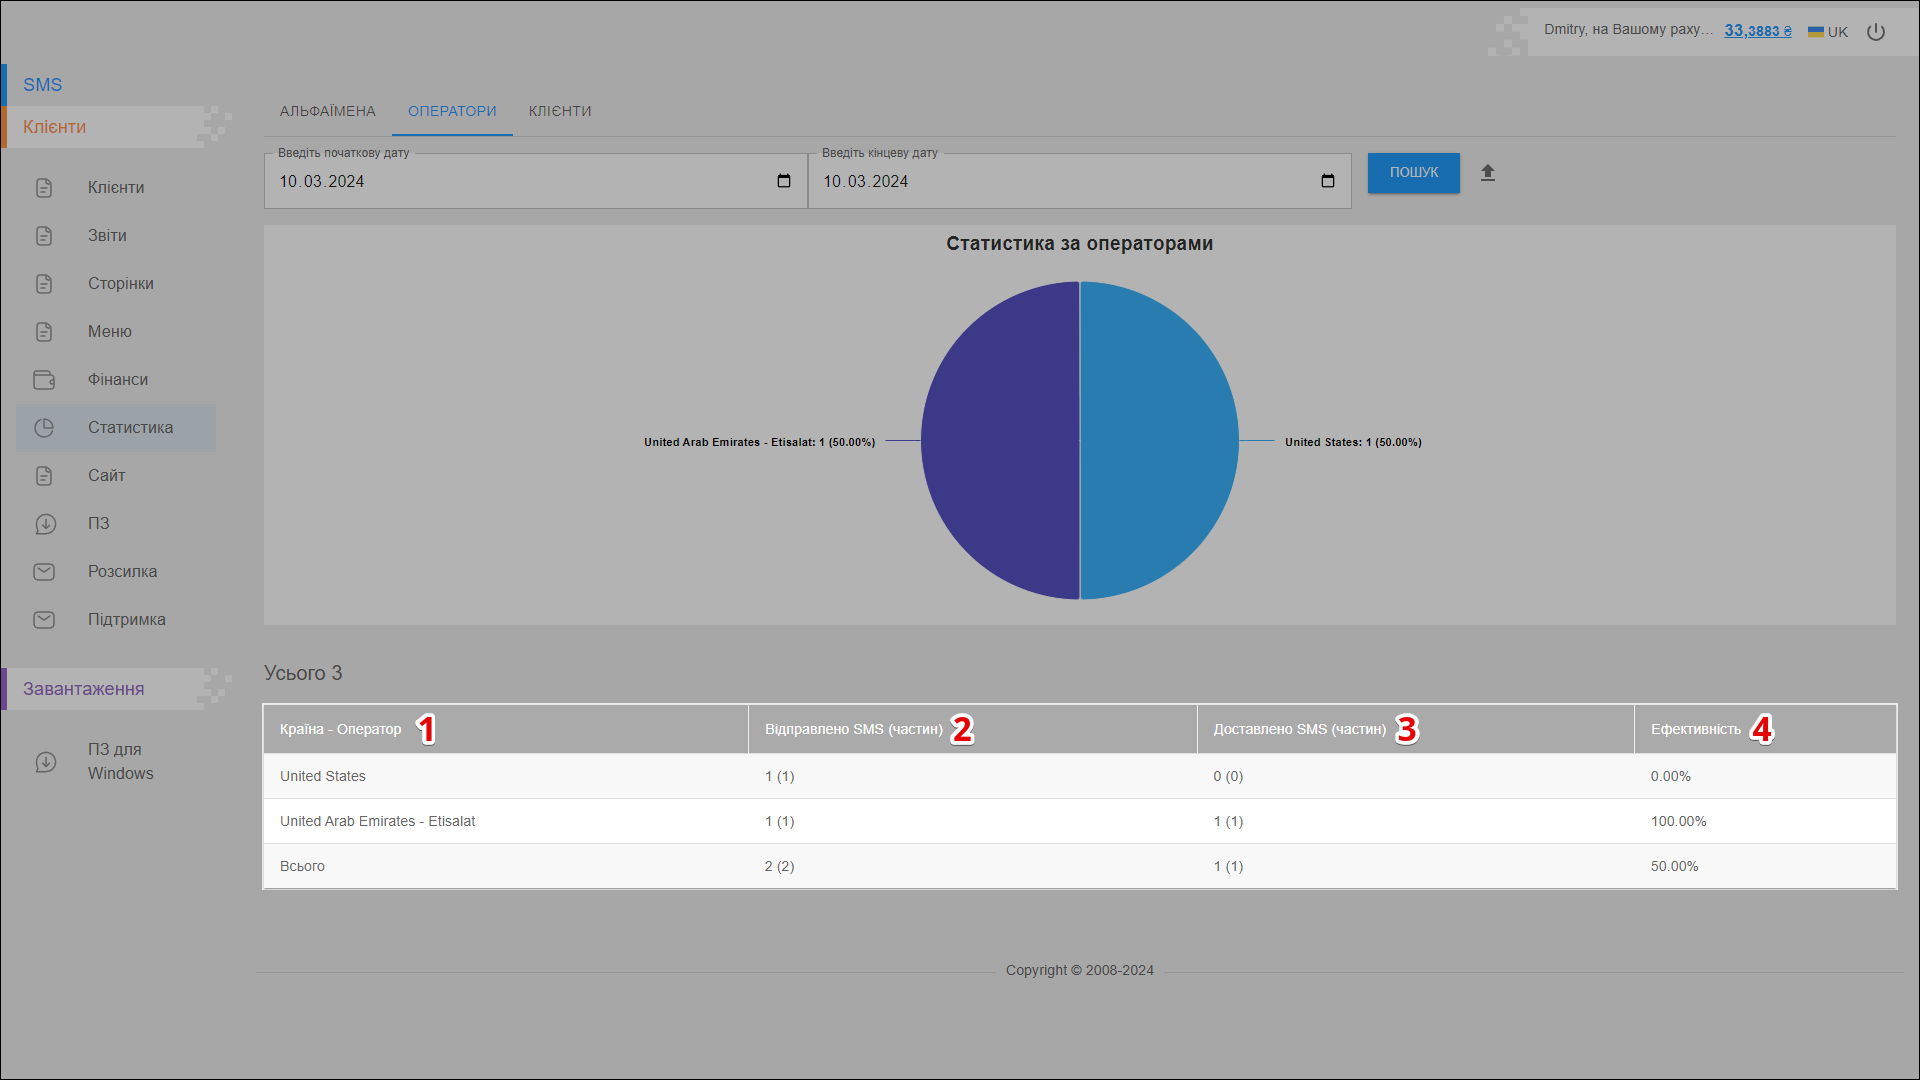 Dmitry, на Вашому раху... 33,3883 ₴ UK
SMS
Клієнти
Клієнти
Звіти
Сторінки
Меню
Фінанси
Статистика
Сайт
ПЗ
Розсилка
Підтримка
Завантаження
ПЗ для
Windows
АЛЬФАІМЕНА ОПЕРАТОРИ КЛІЄНТИ
Введіть початкову дату Введіть кінцеву дату
10.03.2024 10.03.2024 ПОШУК
Статистика за операторами
United Arab Emirates - Etisalat: 1 (50.00%) United States: 1 (50.00%)
Усього 3
Країна - Оператор 1 Відправлено SMS (частин) 2 Доставлено SMS (частин) 3 Ефективність 4
United States 1 (1) 0 (0) 0.00%
United Arab Emirates - Etisalat 1 (1) 1 (1) 100.00%
Всього 2 (2) 1 (1) 50.00%
Copyright © 2008-2024